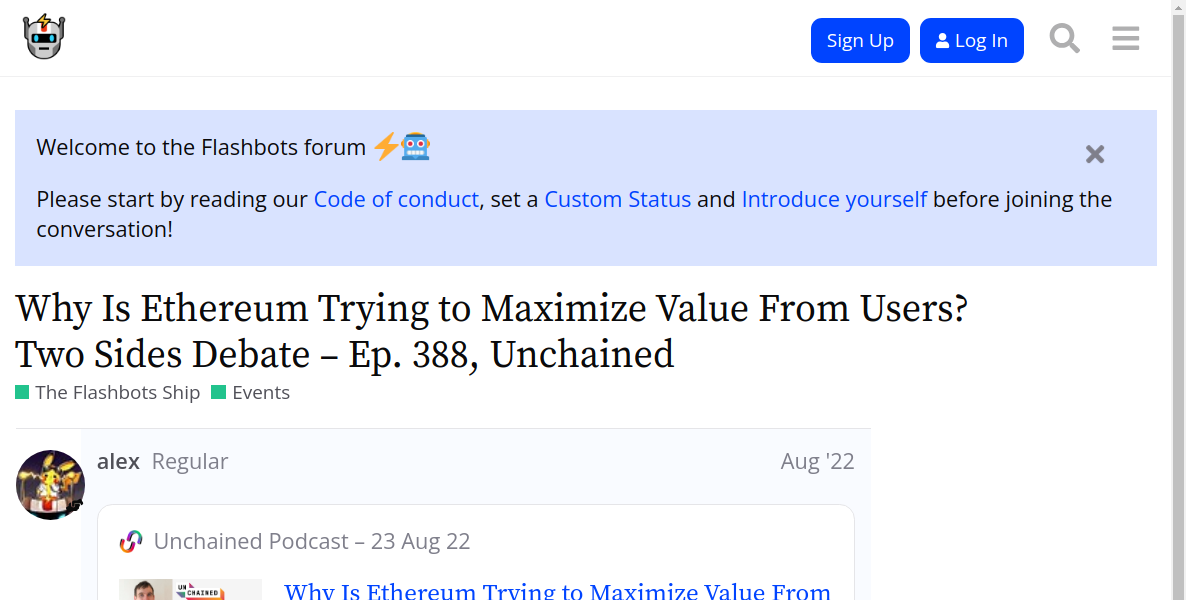 Sign Up
Log In
Welcome to the Flashbots forum
Please start by reading our Code of conduct, set a Custom Status and Introduce yourself before joining the
conversation!
Why Is Ethereum Trying to Maximize Value From Users?
Two Sides Debate – Ep. 388, Unchained
The Flashbots Ship Events
alex Regular Aug '22
Unchained Podcast – 23 Aug 22
UN
CHAINED
Why Is Ethereum Trying to Maximize Value From